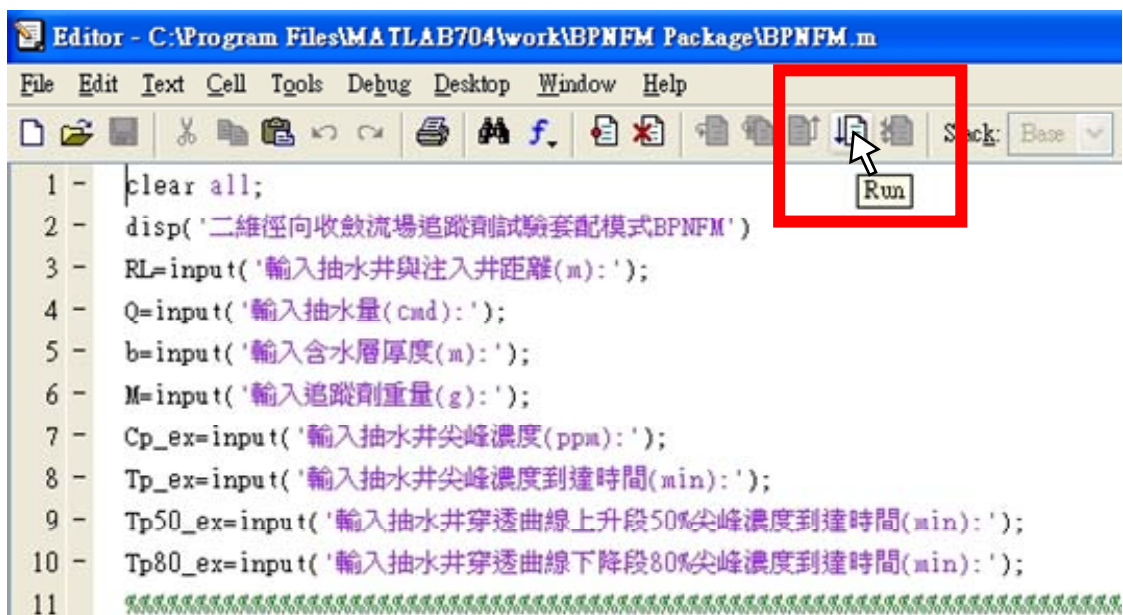 Editor - C:\Program Files\MATLAB704\work\BPNFM Package\BPNFM.m
File Edit Text Cell Tools Debug Desktop Window Help
Stack: Base
Run
1 - clear all;
2 - disp('二維徑向收斂流場追蹤劑試驗套配模式BPNFM')
3 - RL=input('輸入抽水井與注入井距離(m):');
4 - Q=input('輸入抽水量(cmd):');
5 - b=input('輸入含水層厚度(m):');
6 - M=input('輸入追蹤劑重量(g):');
7 - Cp_ex=input('輸入抽水井尖峰濃度(ppm):');
8 - Tp_ex=input('輸入抽水井尖峰濃度到達時間(min):');
9 - Tp50_ex=input('輸入抽水井穿透曲線上升段50%尖峰濃度到達時間(min):');
10 - Tp80_ex=input('輸入抽水井穿透曲線下降段80%尖峰濃度到達時間(min):');
11 %%%%%%%%%%%%%%%%%%%%%%%%%%%%%%%%%%%%%%%%%%%%%%%%%%%%%%%%%%%%%%%%%%%%%%%